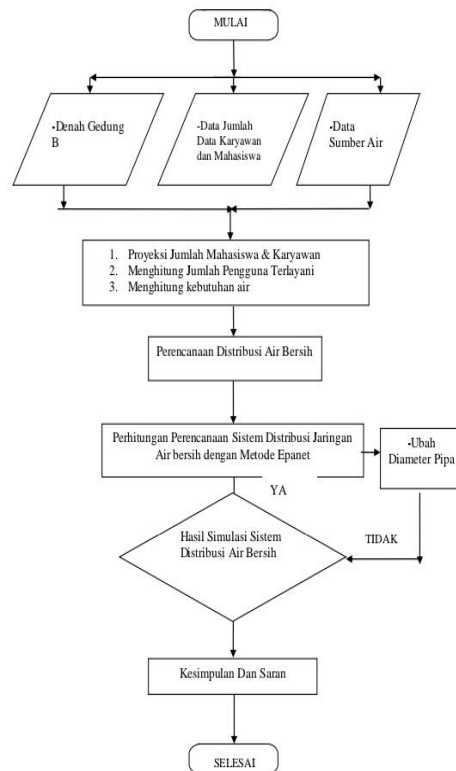 MULAI
-Denah Gedung
B
-Data Jumlah
Data Karyawan
dan Mahasiswa
-Data
Sumber Air
1. Proyeksi Jumlah Mahasiswa & Karyawan
2. Menghitung Jumlah Pengguna Terlayani
3. Menghitung kebutuhan air
Perencanaan Distribusi Air Bersih
Perhitungan Perencanaan Sistem Distribusi Jaringan
Air bersih dengan Metode Epanet
-Ubah
Diameter Pipa
YA
Hasil Simulasi Sistem
Distribusi Air Bersih
TIDAK
Kesimpulan Dan Saran
SELESAI